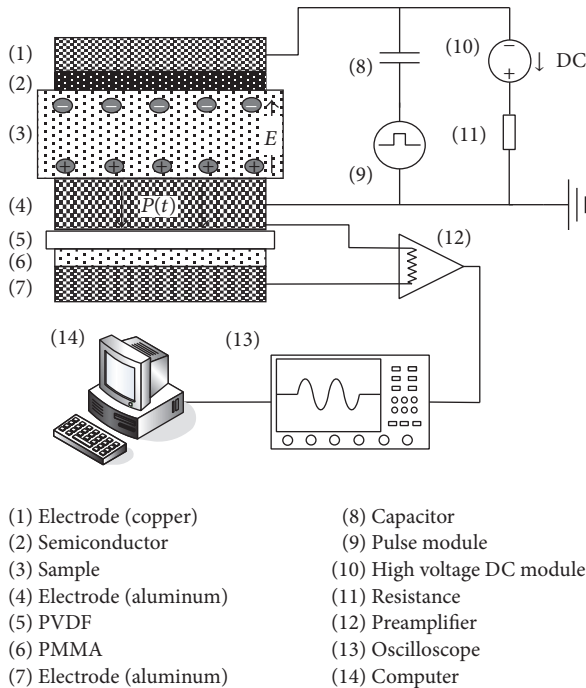 (1)
(2)
(3)
(4)
(5)
(6)
(7)
E
P(t)
(8)
(9)
(10)
−
+
↓ DC
(11)
(12)
(13)
(14)
(1) Electrode (copper)
(2) Semiconductor
(3) Sample
(4) Electrode (aluminum)
(5) PVDF
(6) PMMA
(7) Electrode (aluminum)
(8) Capacitor
(9) Pulse module
(10) High voltage DC module
(11) Resistance
(12) Preamplifier
(13) Oscilloscope
(14) Computer